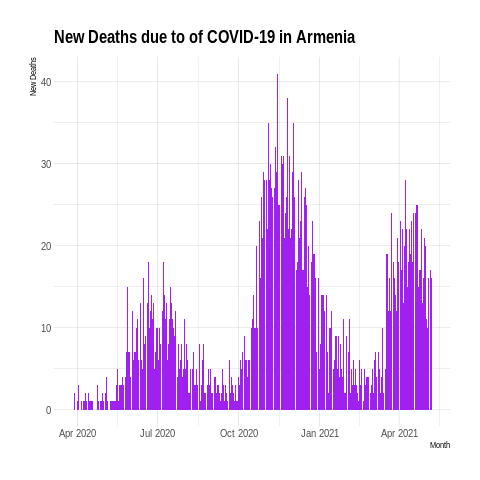 New Deaths due to of COVID-19 in Armenia
New Deaths
40
30
20
10
0
Apr 2020 Jul 2020 Oct 2020 Jan 2021 Apr 2021
Month